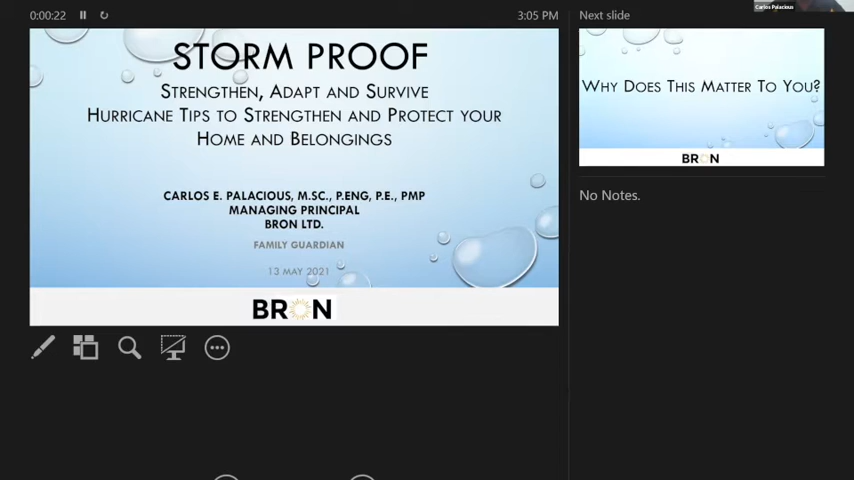 0:00:22
3:05 PM
Next slide
Carlos Palacious
STORM PROOF
STRENGTHEN, ADAPT AND SURVIVE
HURRICANE TIPS TO STRENGTHEN AND PROTECT YOUR
HOME AND BELONGINGS
CARLOS E. PALACIOUS, M.SC., P.ENG, P.E., PMP
MANAGING PRINCIPAL
BRON LTD.
FAMILY GUARDIAN
13 MAY 2021
BRON
WHY DOES THIS MATTER TO YOU?
BRON
No Notes.